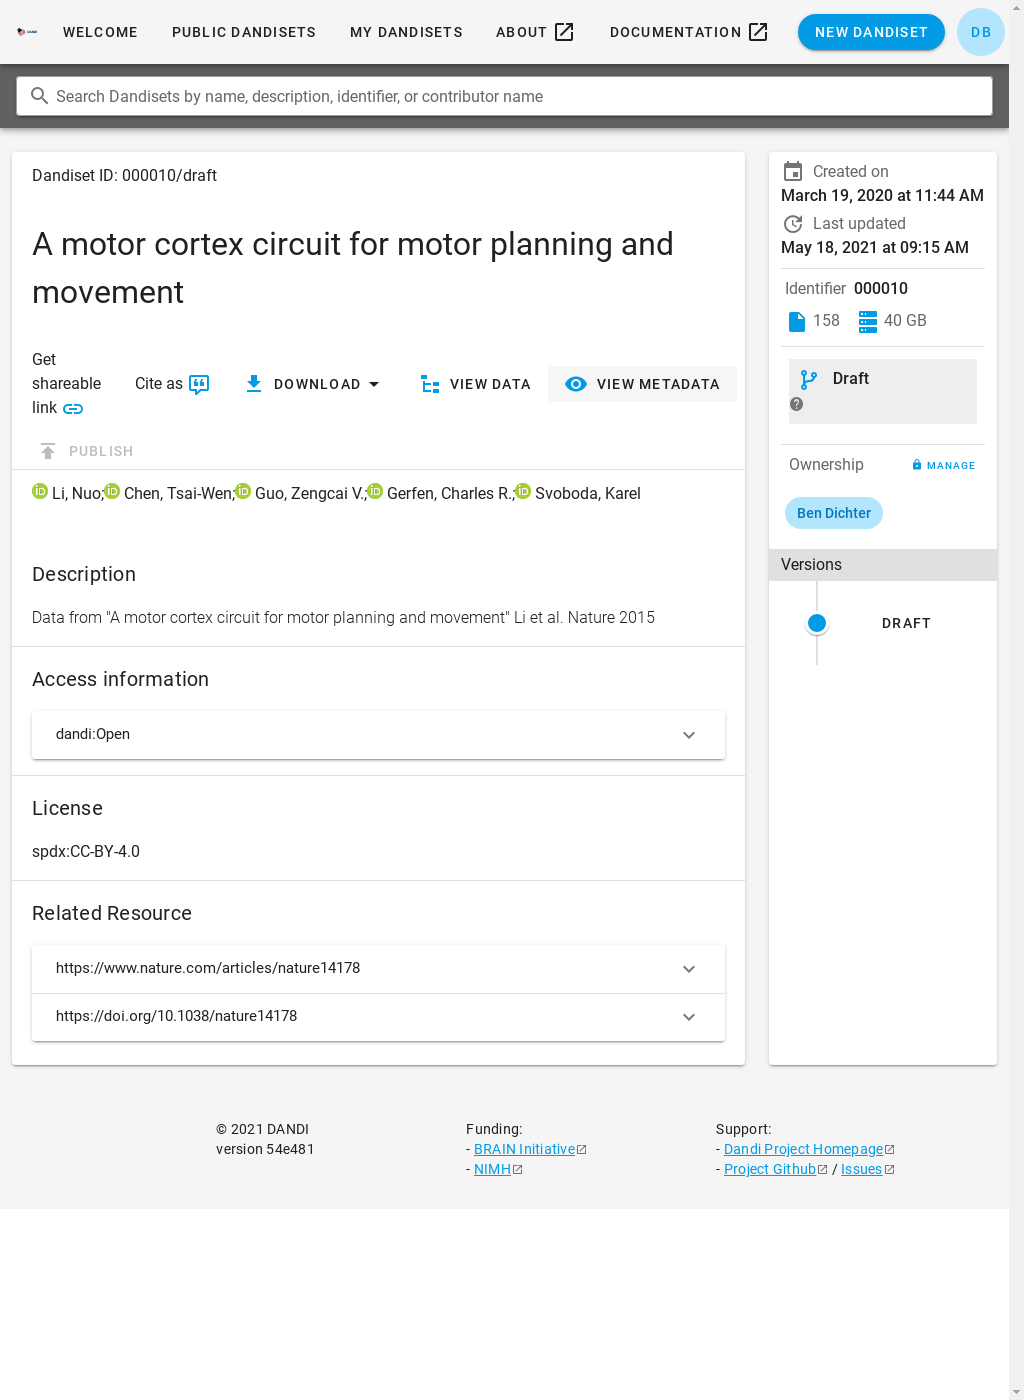 WELCOME PUBLIC DANDISETS MY DANDISETS ABOUT DOCUMENTATION NEW DANDISET DB
Search Dandisets by name, description, identifier, or contributor name
Dandiset ID: 000010/draft
A motor cortex circuit for motor planning and
movement
Get
shareable
link
Cite as
DOWNLOAD
VIEW DATA
VIEW METADATA
PUBLISH
Li, Nuo; Chen, Tsai-Wen; Guo, Zengcai V.; Gerfen, Charles R.; Svoboda, Karel
Description
Data from "A motor cortex circuit for motor planning and movement" Li et al. Nature 2015
Access information
dandi:Open
License
spdx:CC-BY-4.0
Related Resource
https://www.nature.com/articles/nature14178
https://doi.org/10.1038/nature14178
Created on
March 19, 2020 at 11:44 AM
Last updated
May 18, 2021 at 09:15 AM
Identifier 000010
158 40 GB
Draft
Ownership MANAGE
Ben Dichter
Versions
DRAFT
© 2021 DANDI
version 54e481
Funding:
- BRAIN Initiative
- NIMH
Support:
- Dandi Project Homepage
- Project Github / Issues